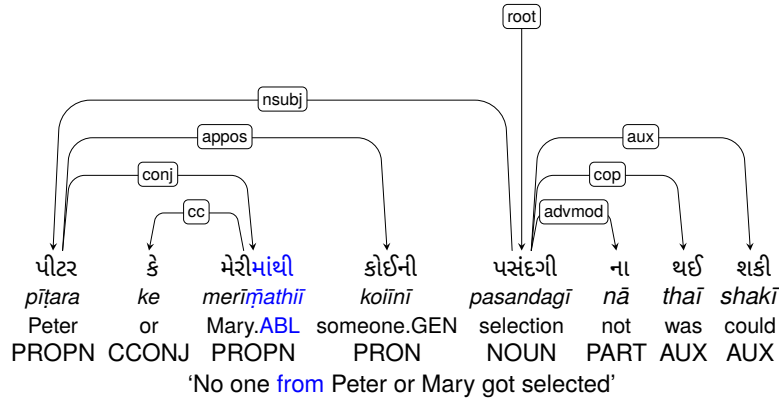 root
nsubj
appos aux
conj cop
cc advmod
પીટર કે મેરીમાંથી કોઈની પસંદગી ના થઈ શકી
pīṭara ke merīm̄athiī koiīnī pasandagī nā thaī shakī
Peter or Mary.ABL someone.GEN selection not was could
PROPN CCONJ PROPN PRON NOUN PART AUX AUX
‘No one from Peter or Mary got selected’